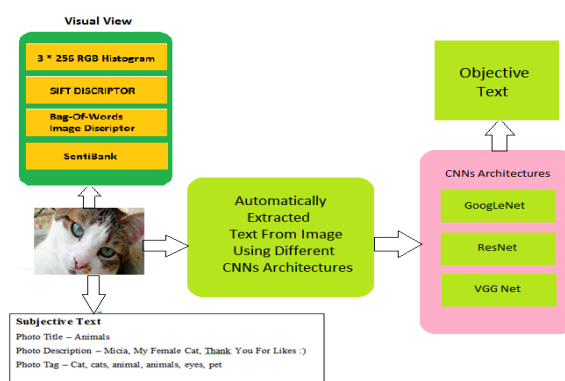 Visual View
3 * 256 RGB Histogram
SIFT DISCRIPTOR
Bag-Of-Words
Image Discriptor
SentiBank
Objective
Text
Automatically
Extracted
Text From Image
Using Different
CNNs Architectures
CNNs Architectures
GoogLeNet
ResNet
VGG Net
Subjective Text
Photo Title – Animals
Photo Description – Micia, My Female Cat, Thank You For Likes :)
Photo Tag – Cat, cats, animal, animals, eyes, pet